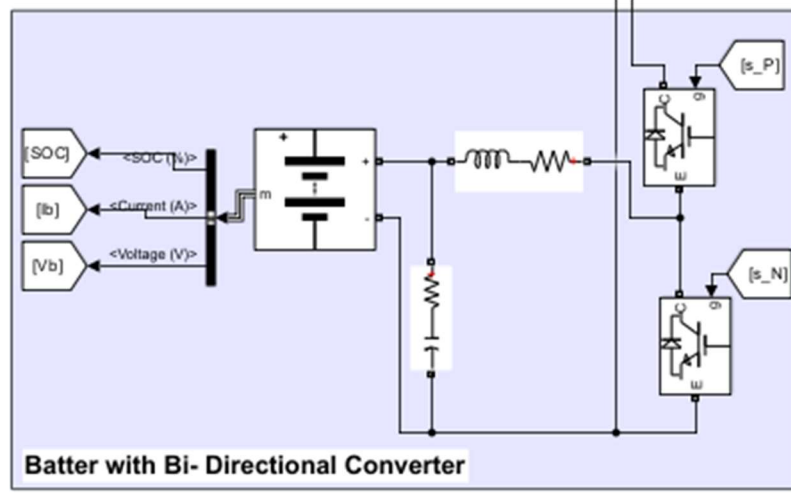 [s_P]
C
g
E
[SOC]
<SOC (%)>
[Ib]
<Current (A)>
[Vb]
<Voltage (V)>
+
+
m
-
[s_N]
C
g
E
Batter with Bi- Directional Converter